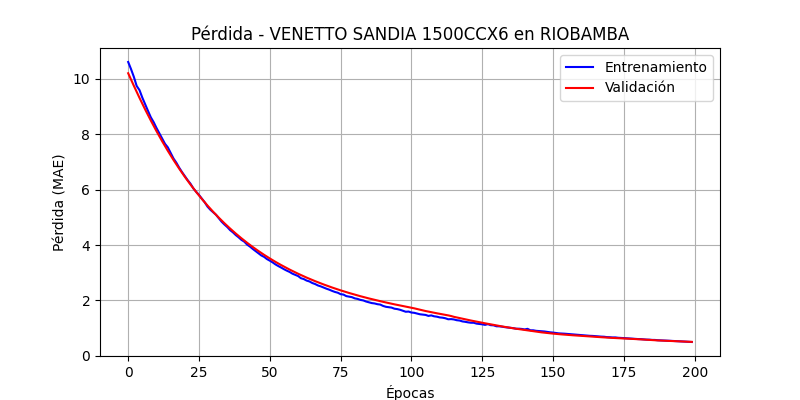 Pérdida - VENETTO SANDIA 1500CCX6 en RIOBAMBA
Entrenamiento
Validación
Pérdida (MAE)
10
8
6
4
2
0
0 25 50 75 100 125 150 175 200
Épocas